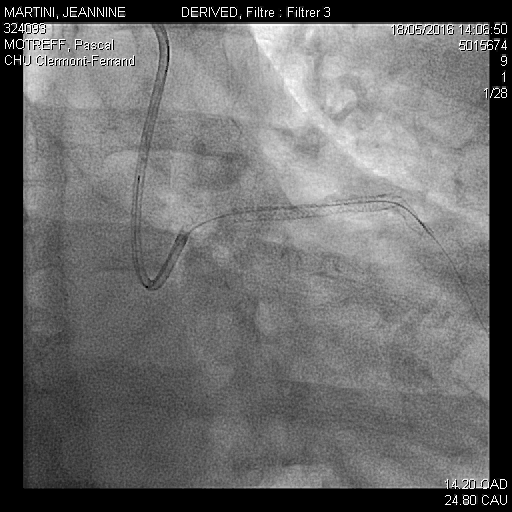 MARTINI, JEANNINE
DERIVED, Filtre : Filtrer 3
324093
18/05/2016 14:06:50
MOTREFF, Pascal
5015674
CHU Clermont-Ferrand
9
1
1/28
14.20 OAD
24.80 CAU